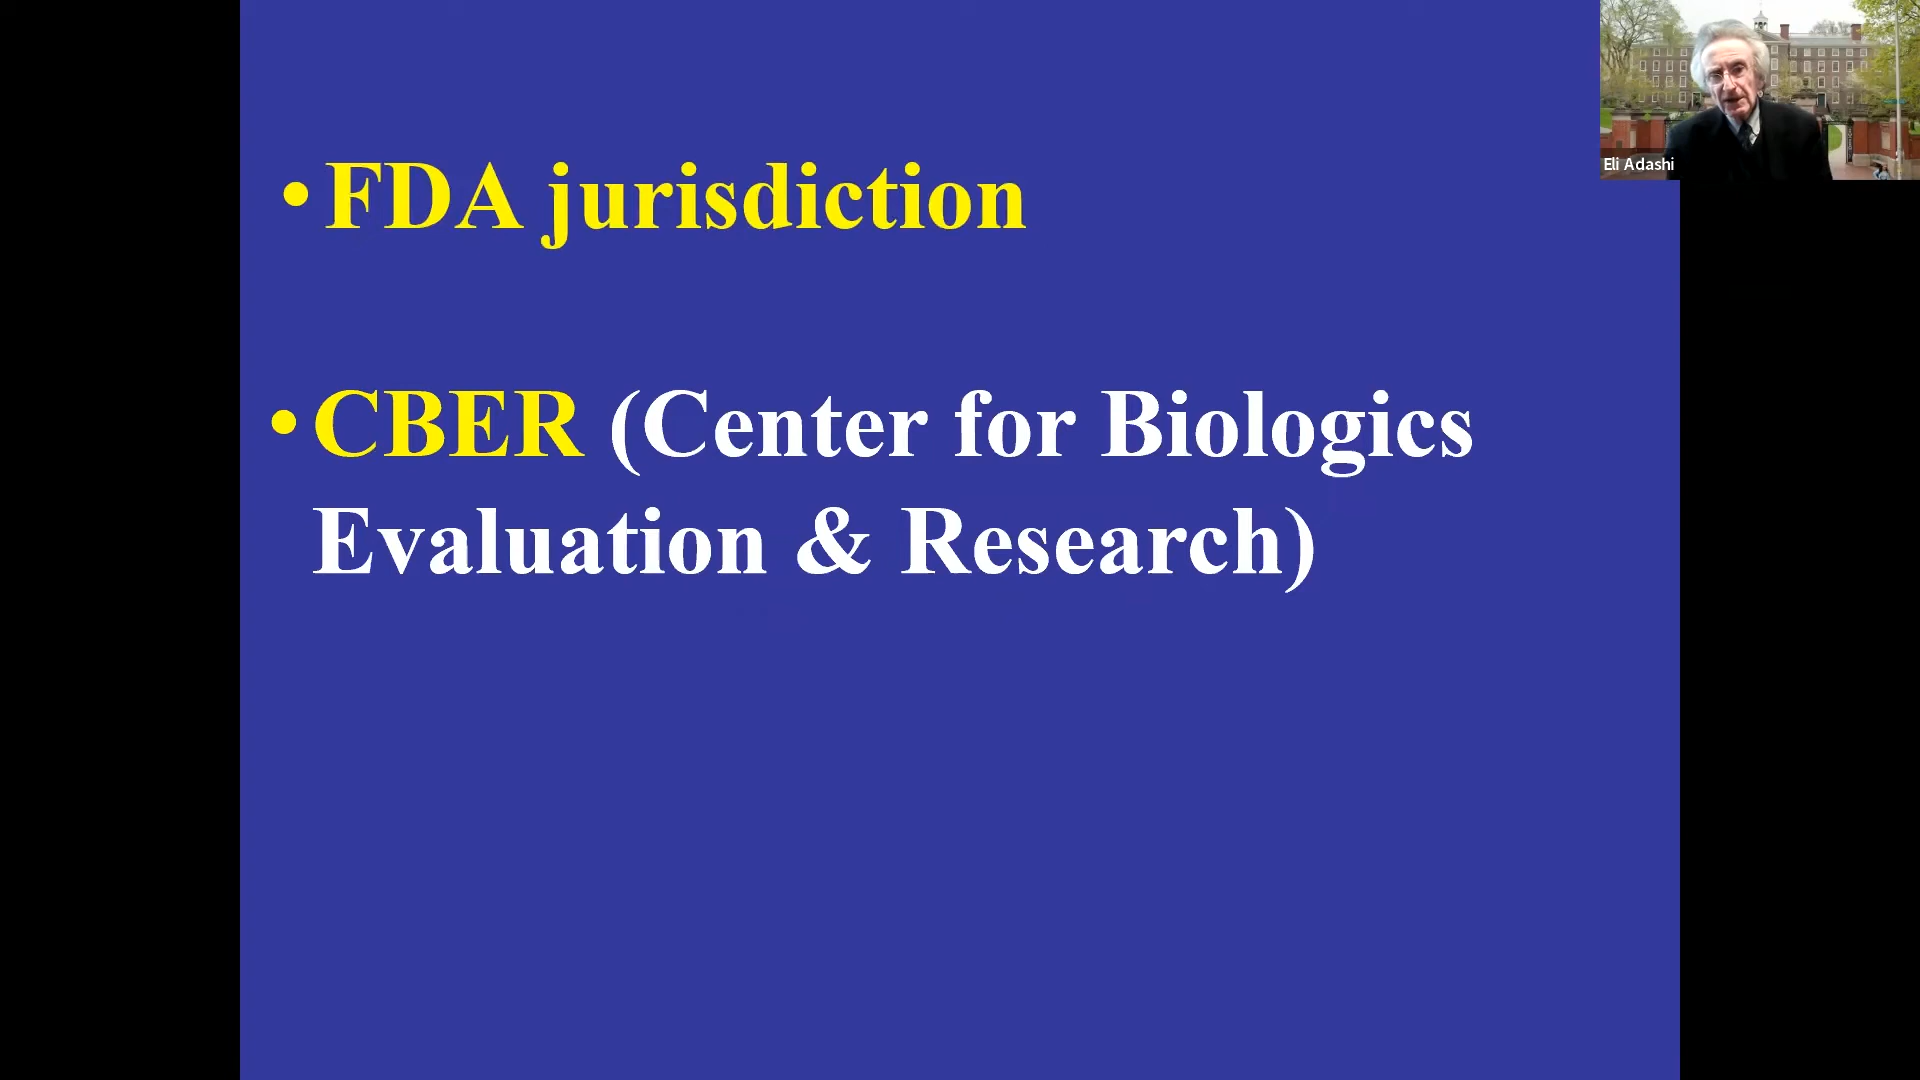 • FDA jurisdiction
• CBER (Center for Biologics
Evaluation & Research)
Eli Adashi